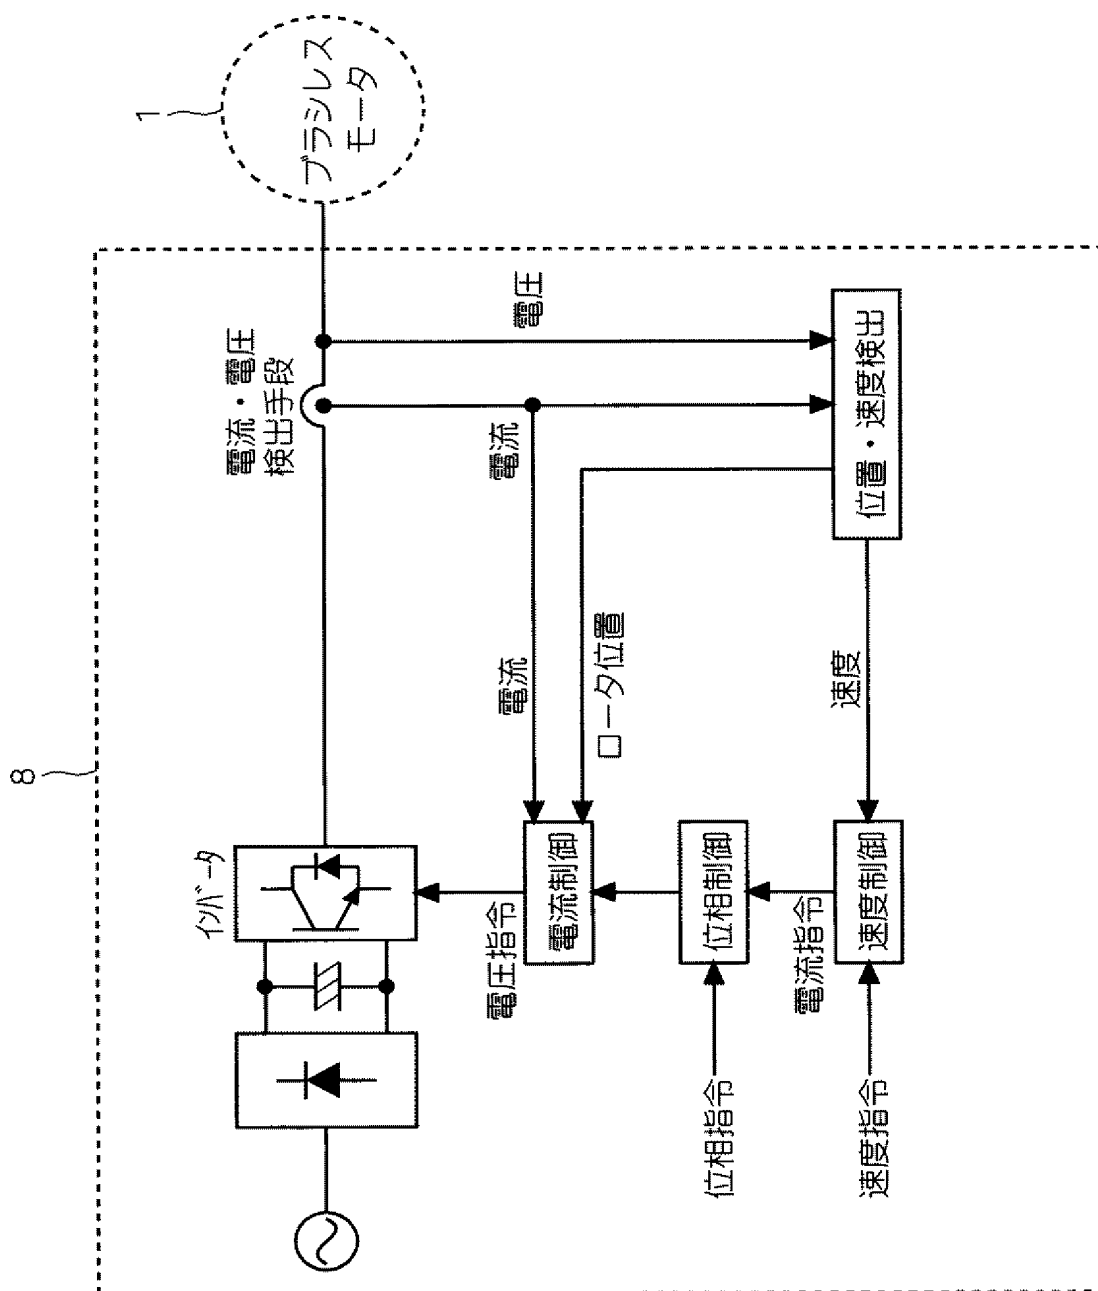 8
1
ブラシレス
モータ
インバータ
電流・電圧
検出手段
電圧指令
電流
電流
電圧
電流制御
ロータ位置
位相指令
位相制御
電流指令
速度指令
速度制御
速度
位置・速度検出